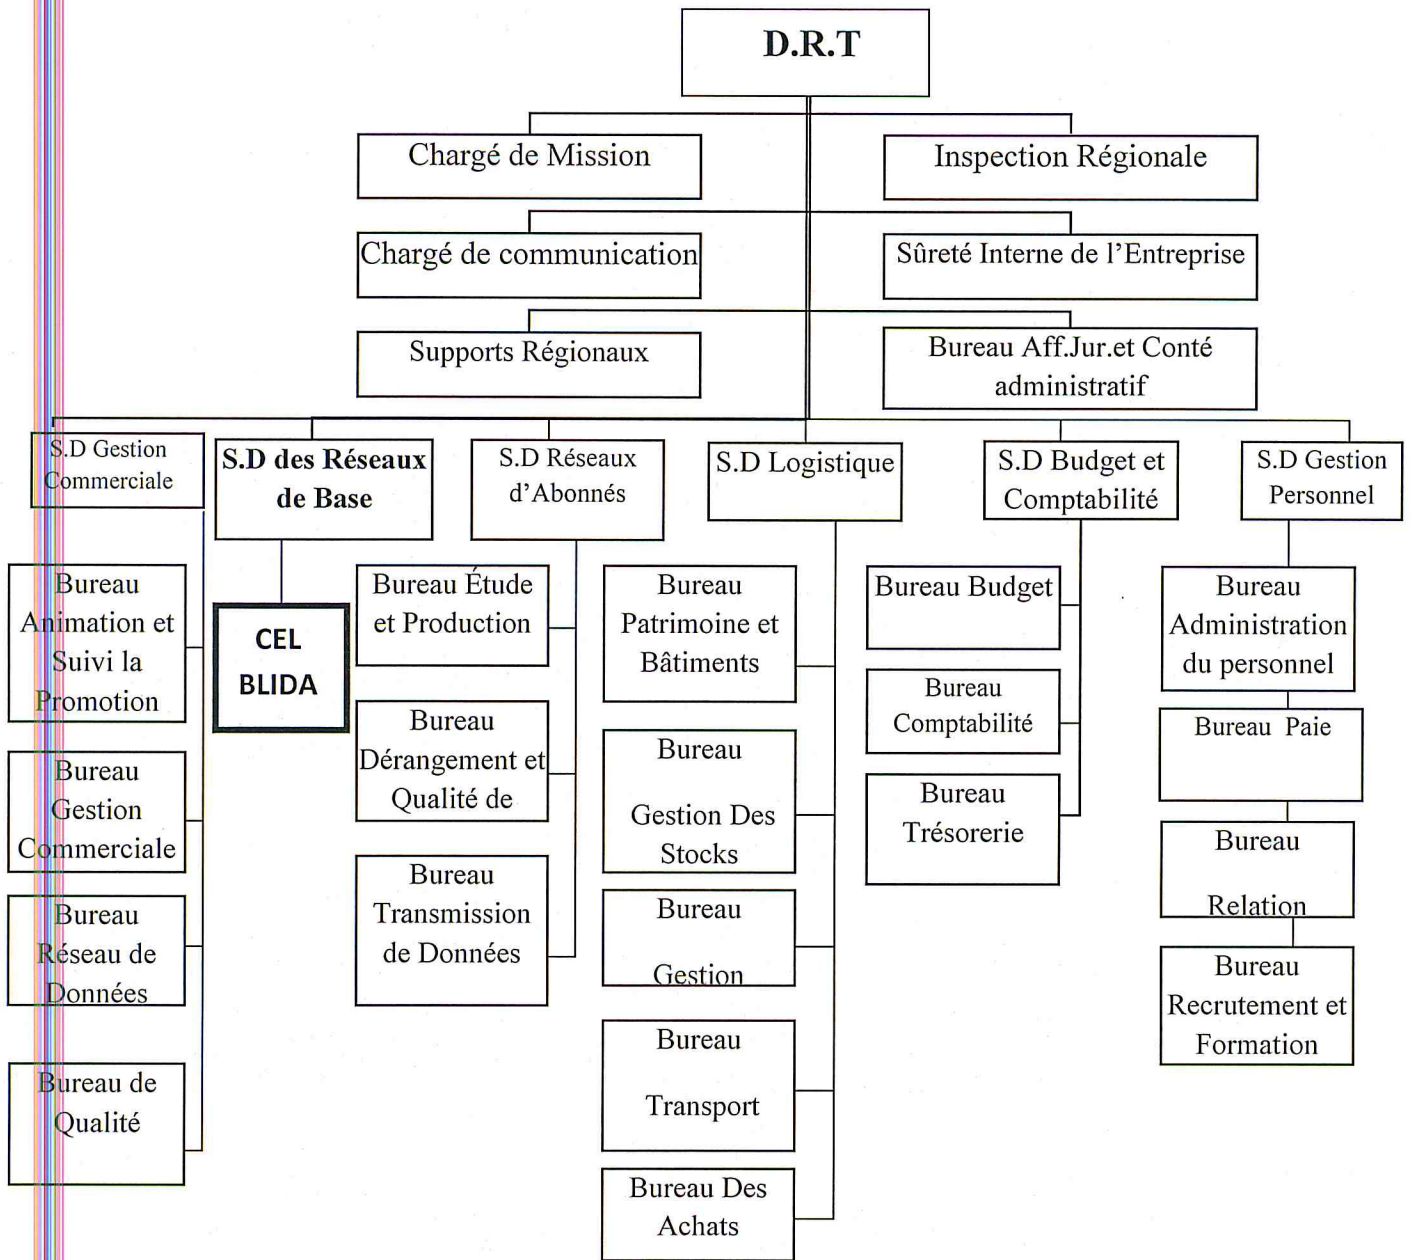 D.R.T
Chargé de Mission
Inspection Régionale
Chargé de communication
Sûreté Interne de l’Entreprise
Supports Régionaux
Bureau Aff.Jur.et Conté
administratif
S.D Gestion
Commerciale
S.D des Réseaux
de Base
S.D Réseaux
d’Abonnés
S.D Logistique
S.D Budget et
Comptabilité
S.D Gestion
Personnel
Bureau
Animation et
Suivi la
Promotion
Bureau
Gestion
Commerciale
Bureau
Réseau de
Données
Bureau de
Qualité
CEL
BLIDA
Bureau Étude
et Production
Bureau
Dérangement et
Qualité de
Bureau
Transmission
de Données
Bureau
Patrimoine et
Bâtiments
Bureau
Gestion Des
Stocks
Bureau
Gestion
Bureau
Transport
Bureau Des
Achats
Bureau Budget
Bureau
Comptabilité
Bureau
Trésorerie
Bureau
Administration
du personnel
Bureau Paie
Bureau
Relation
Bureau
Recrutement et
Formation